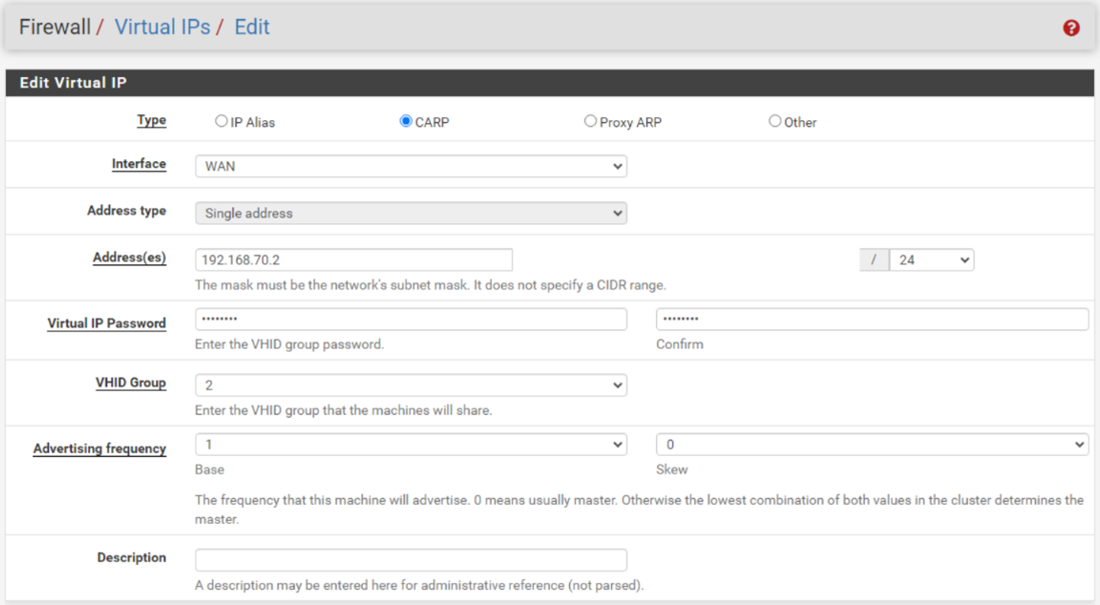 Firewall / Virtual IPs / Edit
?
Edit Virtual IP
Type IP Alias CARP Proxy ARP Other
Interface WAN
Address type Single address
Address(es) 192.168.70.2 / 24
The mask must be the network's subnet mask. It does not specify a CIDR range.
Virtual IP Password •••••••• ••••••••
Enter the VHID group password. Confirm
VHID Group 2
Enter the VHID group that the machines will share.
Advertising frequency 1 0
Base Skew
The frequency that this machine will advertise. 0 means usually master. Otherwise the lowest combination of both values in the cluster determines the
master.
Description
A description may be entered here for administrative reference (not parsed).